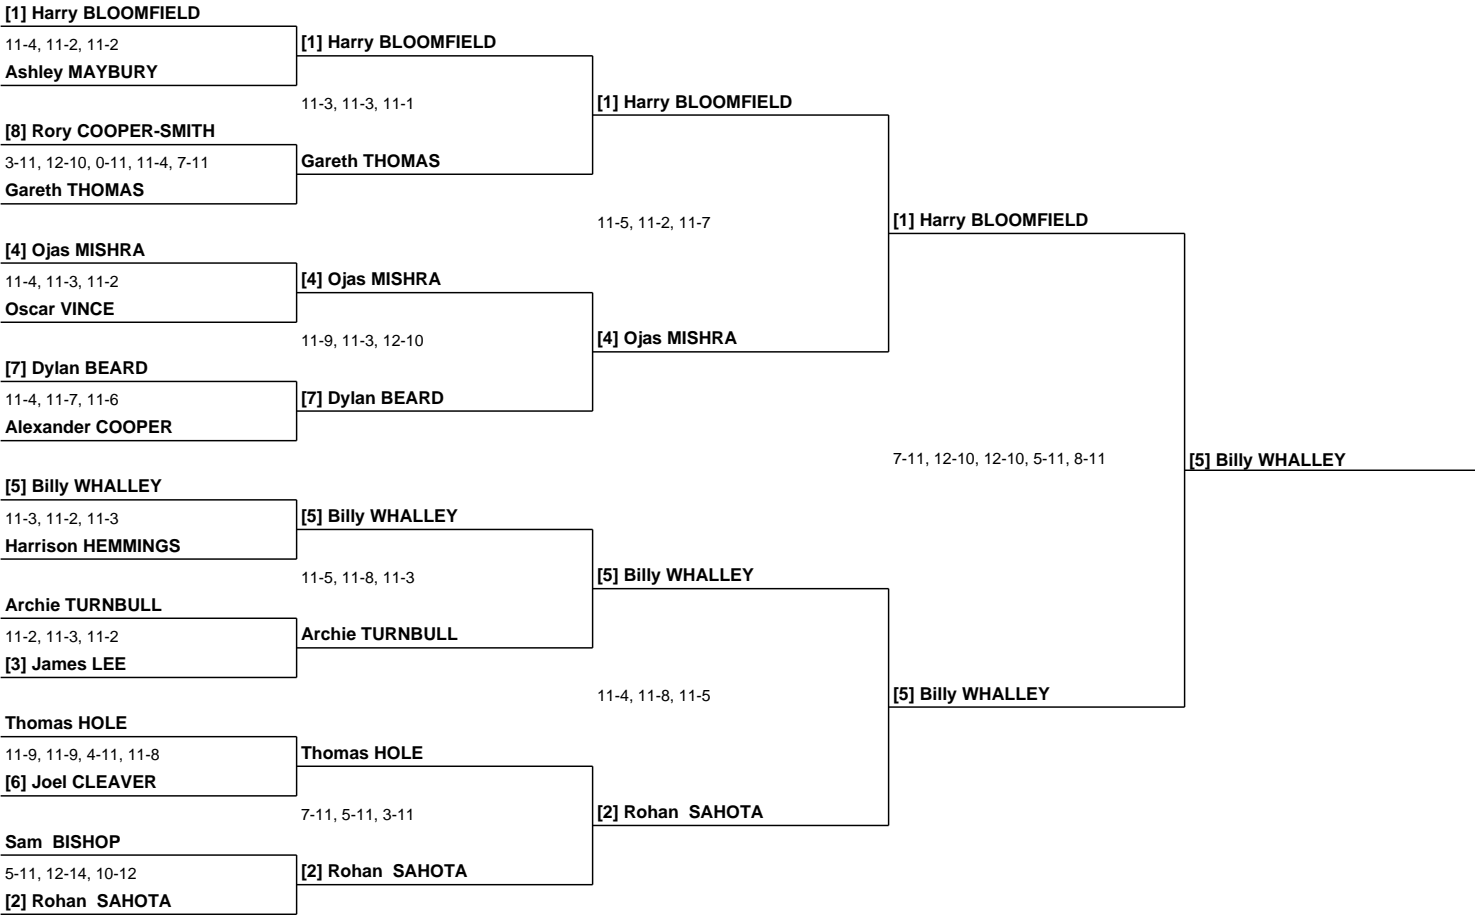 [1] Harry BLOOMFIELD
11-4, 11-2, 11-2
Ashley MAYBURY
[8] Rory COOPER-SMITH
3-11, 12-10, 0-11, 11-4, 7-11
Gareth THOMAS
[4] Ojas MISHRA
11-4, 11-3, 11-2
Oscar VINCE
[7] Dylan BEARD
11-4, 11-7, 11-6
Alexander COOPER
[5] Billy WHALLEY
11-3, 11-2, 11-3
Harrison HEMMINGS
Archie TURNBULL
11-2, 11-3, 11-2
[3] James LEE
Thomas HOLE
11-9, 11-9, 4-11, 11-8
[6] Joel CLEAVER
Sam BISHOP
5-11, 12-14, 10-12
[2] Rohan SAHOTA
[1] Harry BLOOMFIELD
11-3, 11-3, 11-1
Gareth THOMAS
[4] Ojas MISHRA
11-9, 11-3, 12-10
[7] Dylan BEARD
[5] Billy WHALLEY
11-5, 11-8, 11-3
Archie TURNBULL
Thomas HOLE
7-11, 5-11, 3-11
[2] Rohan SAHOTA
[1] Harry BLOOMFIELD
11-5, 11-2, 11-7
[4] Ojas MISHRA
[5] Billy WHALLEY
11-4, 11-8, 11-5
[2] Rohan SAHOTA
[1] Harry BLOOMFIELD
7-11, 12-10, 12-10, 5-11, 8-11
[5] Billy WHALLEY
[5] Billy WHALLEY